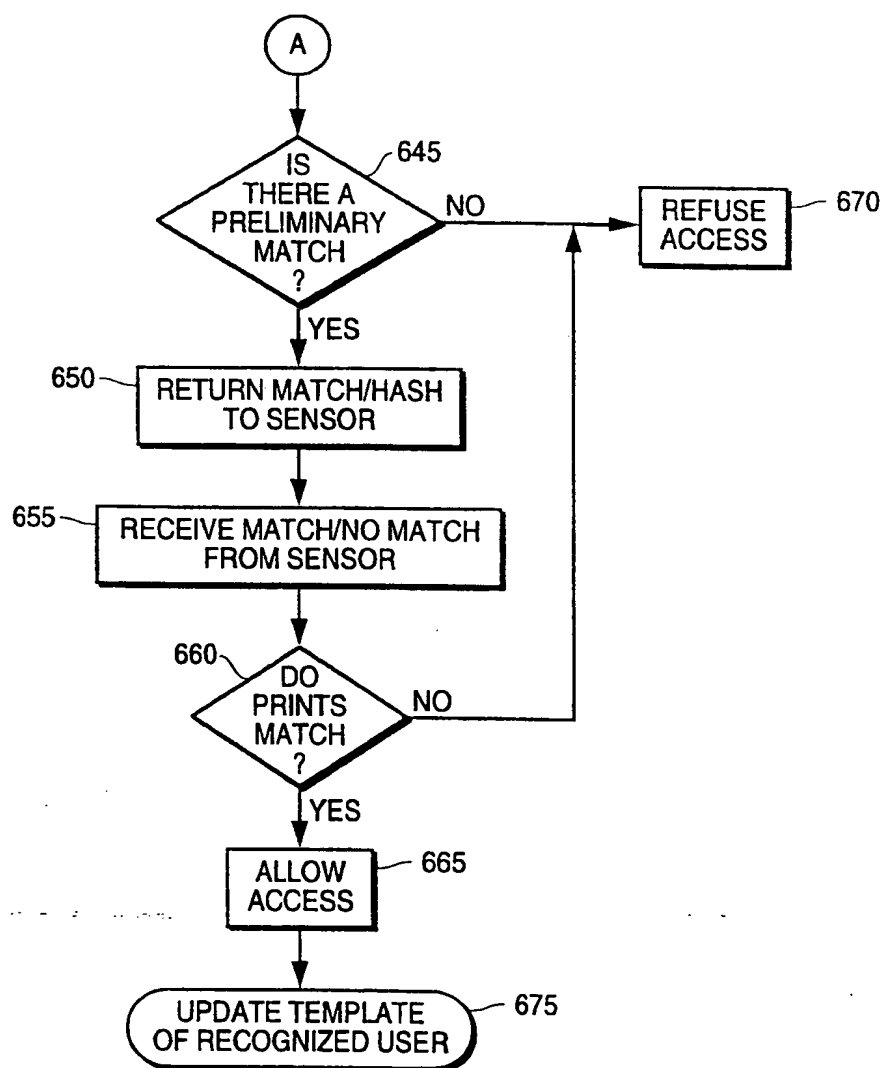 A
645
IS
THERE A
PRELIMINARY
MATCH
?
NO
REFUSE
ACCESS
670
YES
650
RETURN MATCH/HASH
TO SENSOR
655
RECEIVE MATCH/NO MATCH
FROM SENSOR
660
DO
PRINTS
MATCH
?
NO
YES
ALLOW
ACCESS
665
UPDATE TEMPLATE
OF RECOGNIZED USER
675